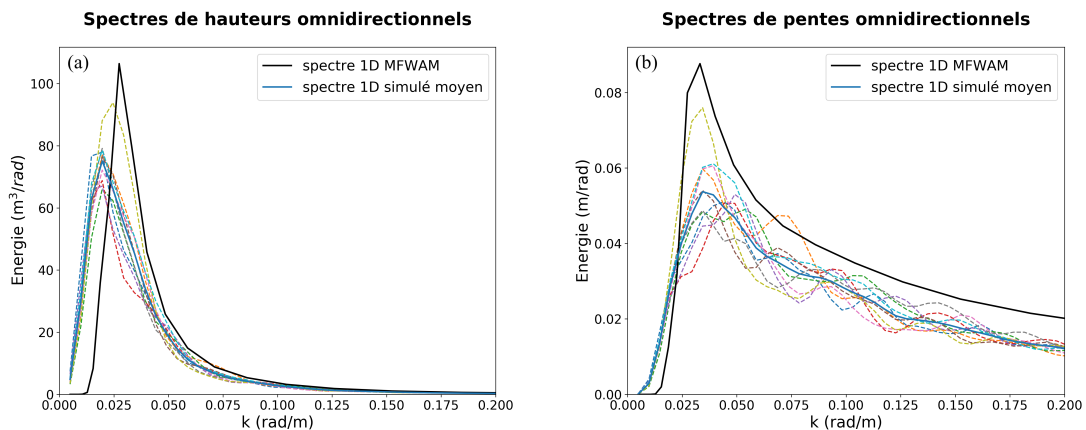 Spectres de hauteurs omnidirectionnels
(a)
spectre 1D MFWAM
spectre 1D simulé moyen
Energie (m³/rad)
100
80
60
40
20
0
0.000 0.025 0.050 0.075 0.100 0.125 0.150 0.175 0.200
k (rad/m)
Spectres de pentes omnidirectionnels
(b)
spectre 1D MFWAM
spectre 1D simulé moyen
Energie (m/rad)
0.08
0.06
0.04
0.02
0.00
0.000 0.025 0.050 0.075 0.100 0.125 0.150 0.175 0.200
k (rad/m)